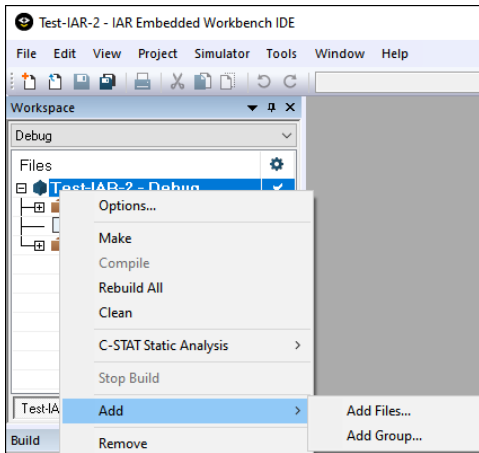 Test-IAR-2 - IAR Embedded Workbench IDE
File Edit View Project Simulator Tools Window Help
Workspace
Debug
Files
Test-IAR-2 - Debug
Options...
Make
Compile
Rebuild All
Clean
C-STAT Static Analysis
Stop Build
Test-IA
Add
Add Files...
Add Group...
Build
Remove